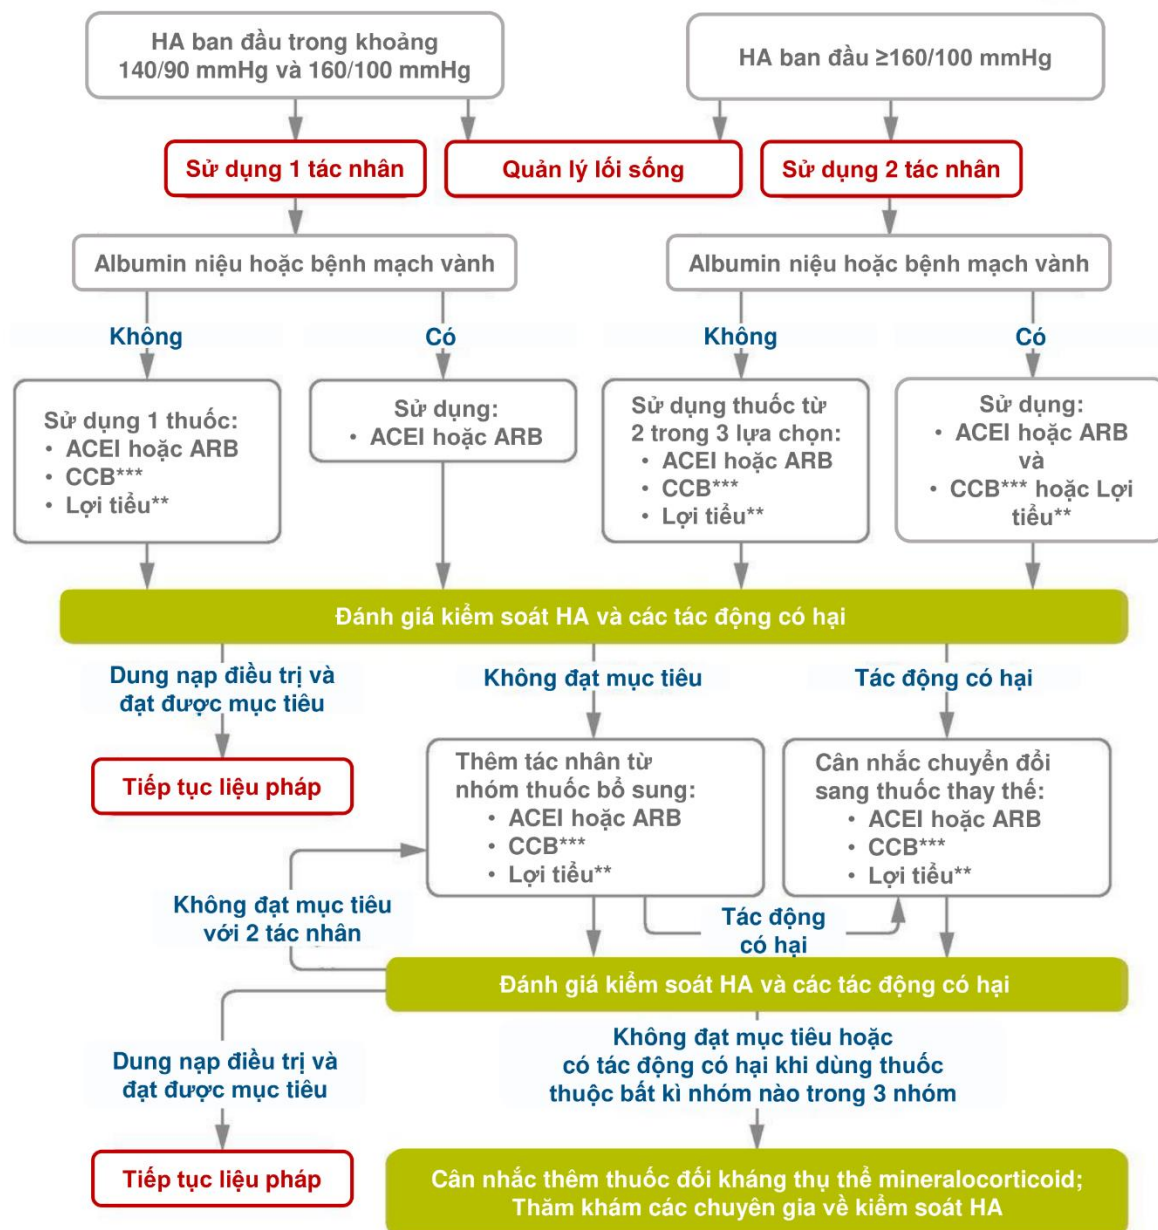 HA ban đầu trong khoảng
140/90 mmHg và 160/100 mmHg
HA ban đầu ≥160/100 mmHg
Sử dụng 1 tác nhân
Quản lý lối sống
Sử dụng 2 tác nhân
Albumin niệu hoặc bệnh mạch vành
Albumin niệu hoặc bệnh mạch vành
Không
Có
Không
Có
Sử dụng 1 thuốc:
• ACEI hoặc ARB
• CCB***
• Lợi tiểu**
Sử dụng:
• ACEI hoặc ARB
Sử dụng thuốc từ
2 trong 3 lựa chọn:
• ACEI hoặc ARB
• CCB***
• Lợi tiểu**
Sử dụng:
• ACEI hoặc ARB
và
• CCB*** hoặc Lợi
tiểu**
Đánh giá kiểm soát HA và các tác động có hại
Dung nạp điều trị và
đạt được mục tiêu
Không đạt mục tiêu
Tác động có hại
Tiếp tục liệu pháp
Thêm tác nhân từ
nhóm thuốc bổ sung:
• ACEI hoặc ARB
• CCB***
• Lợi tiểu**
Cân nhắc chuyển đổi
sang thuốc thay thế:
• ACEI hoặc ARB
• CCB***
• Lợi tiểu**
Không đạt mục tiêu
với 2 tác nhân
Tác động
có hại
Đánh giá kiểm soát HA và các tác động có hại
Dung nạp điều trị và
đạt được mục tiêu
Không đạt mục tiêu hoặc
có tác động có hại khi dùng thuốc
thuộc bất kì nhóm nào trong 3 nhóm
Tiếp tục liệu pháp
Cân nhắc thêm thuốc đối kháng thụ thể mineralocorticoid;
Thăm khám các chuyên gia về kiểm soát HA